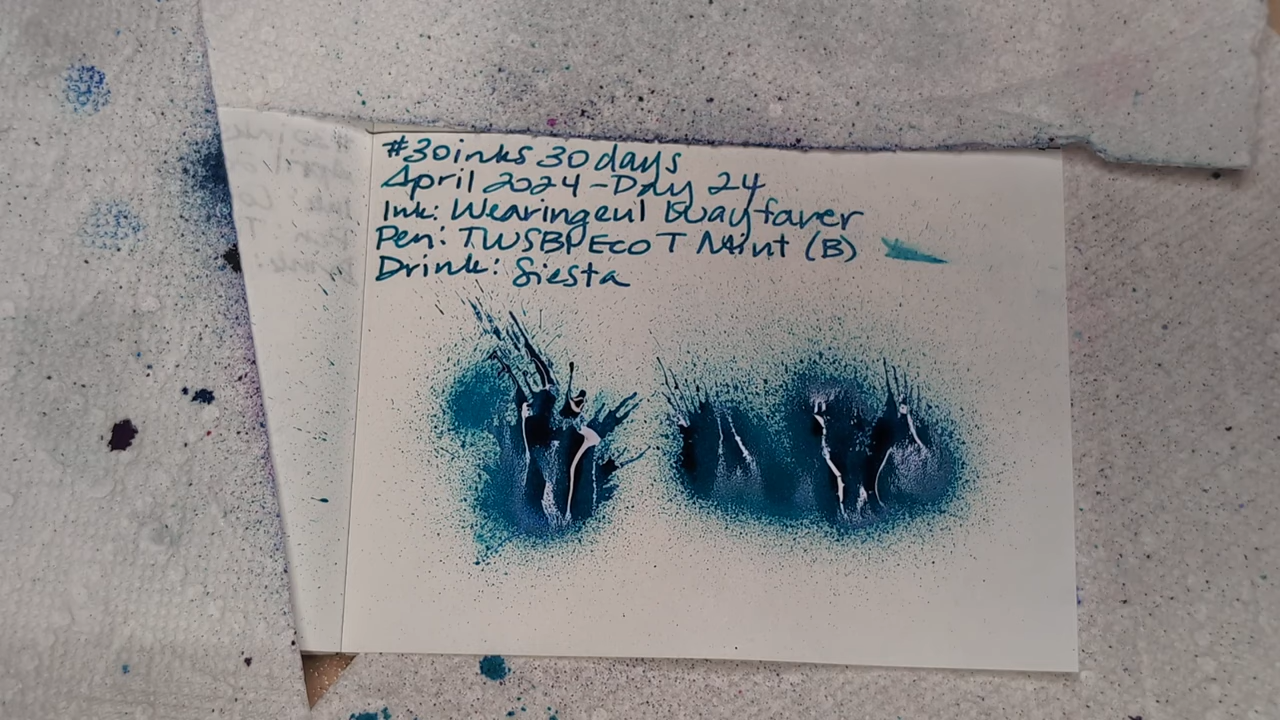 #30inks30days
April 2024-Day 24
Ink: Wearingeul Wayfarer
Pen: TWSBI Eco T Mint (B)
Drink: Siesta